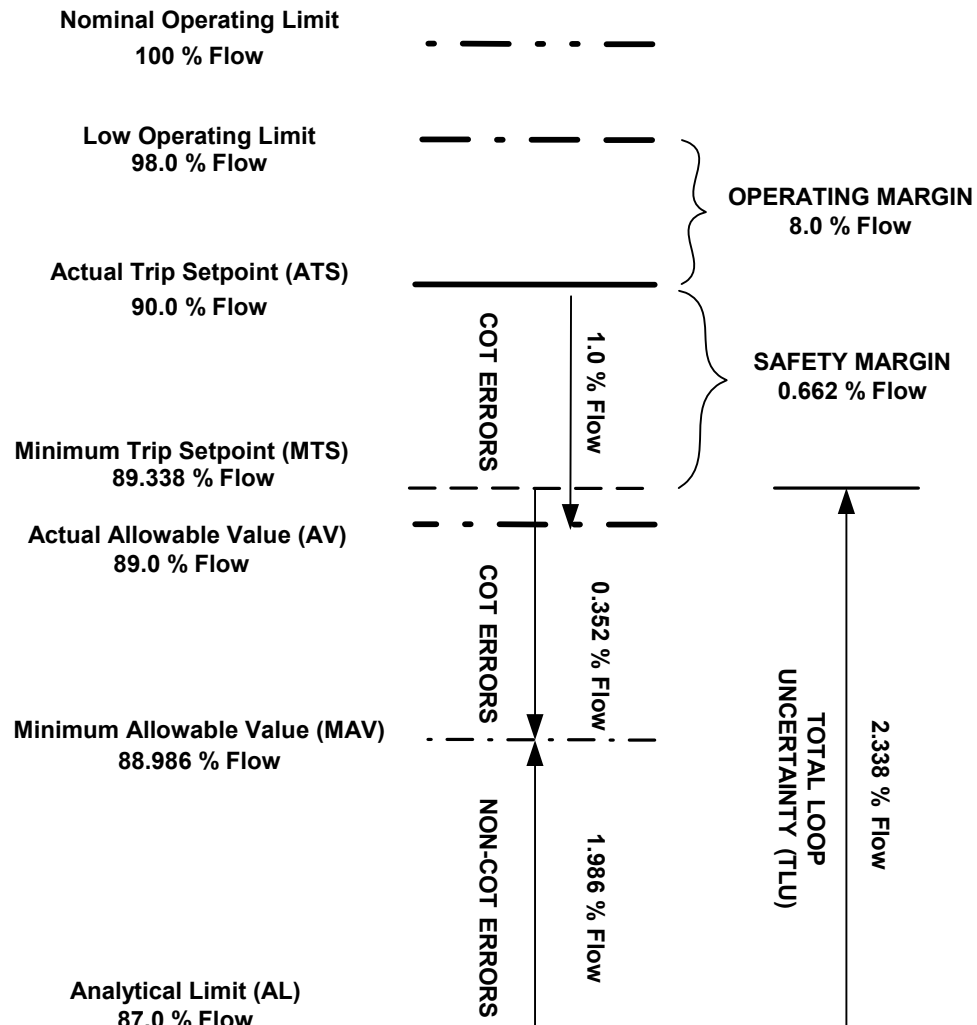 Nominal Operating Limit
100 % Flow
Low Operating Limit
98.0 % Flow
OPERATING MARGIN
8.0 % Flow
Actual Trip Setpoint (ATS)
90.0 % Flow
COT ERRORS
1.0 % Flow
SAFETY MARGIN
0.662 % Flow
Minimum Trip Setpoint (MTS)
89.338 % Flow
Actual Allowable Value (AV)
89.0 % Flow
COT ERRORS
0.352 % Flow
Minimum Allowable Value (MAV)
88.986 % Flow
TOTAL LOOP
UNCERTAINTY (TLU)
2.338 % Flow
NON-COT ERRORS
1.986 % Flow
Analytical Limit (AL)
87.0 % Flow